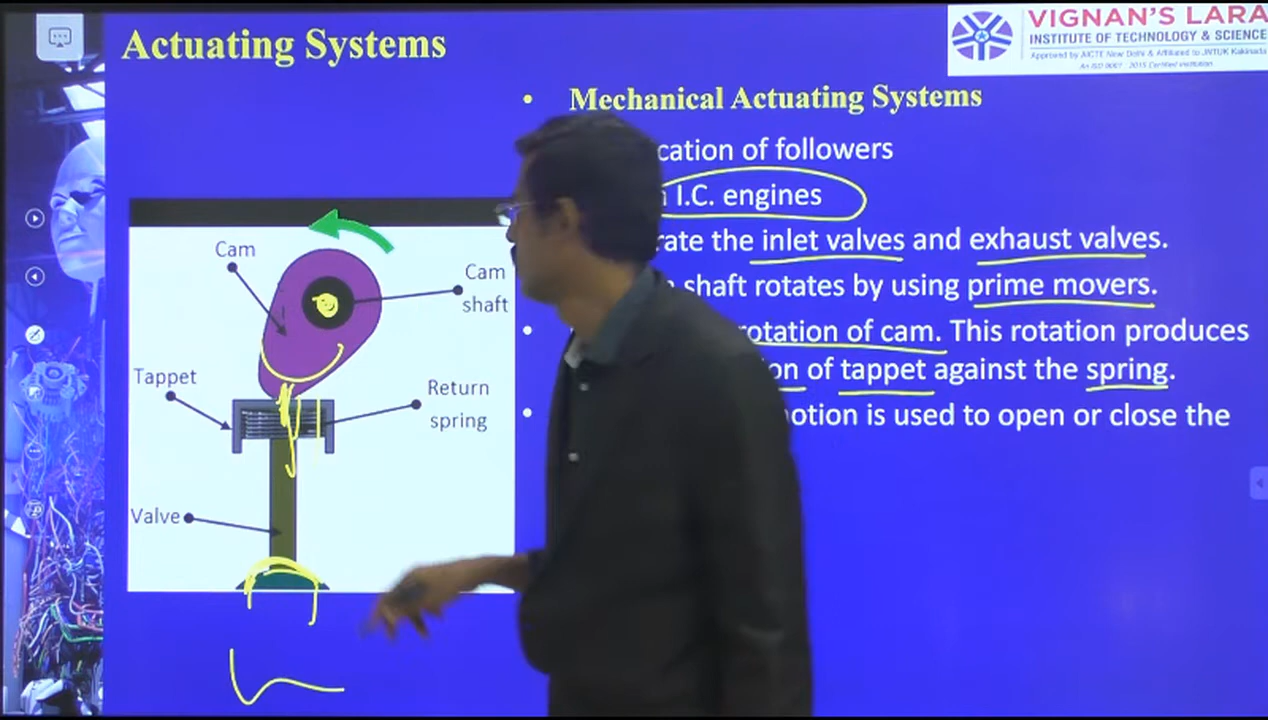 Actuating Systems
VIGNAN'S LARA
INSTITUTE OF TECHNOLOGY & SCIENCE
Approved by AICTE New Delhi & Affiliated to JNTUK Kakinada
An ISO 9001 : 2015 Certified Institution
• Mechanical Actuating Systems
cation of followers
I.C. engines
rate the inlet valves and exhaust valves.
shaft rotates by using prime movers.
rotation of cam. This rotation produces
on of tappet against the spring.
otion is used to open or close the
Cam
Cam
shaft
Tappet
Return
spring
Valve